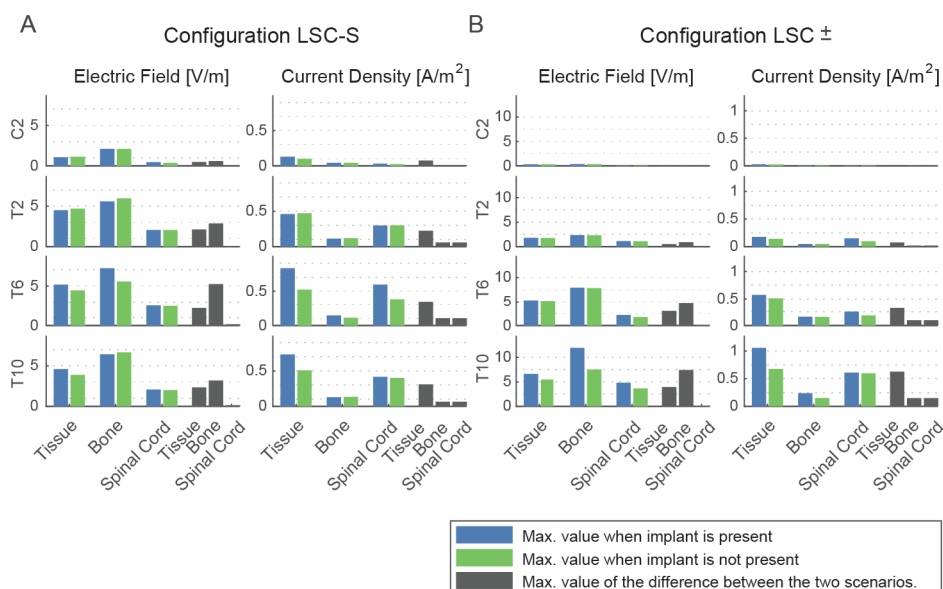 A
Configuration LSC-S
Electric Field [V/m]
Current Density [A/m²]
C2
5
0
0.5
0
T2
5
0
0.5
0
T6
5
0
0.5
0
T10
5
0
0.5
0
Tissue
Bone
Spinal Cord
Tissue
Bone
Spinal Cord
Tissue
Bone
Spinal Cord
Tissue
Bone
Spinal Cord
B
Configuration LSC ±
Electric Field [V/m]
Current Density [A/m²]
C2
10
5
0
1
0.5
0
T2
10
5
0
1
0.5
0
T6
10
5
0
1
0.5
0
T10
10
5
0
1
0.5
0
Tissue
Bone
Spinal Cord
Tissue
Bone
Spinal Cord
Tissue
Bone
Spinal Cord
Tissue
Bone
Spinal Cord
Max. value when implant is present
Max. value when implant is not present
Max. value of the difference between the two scenarios.